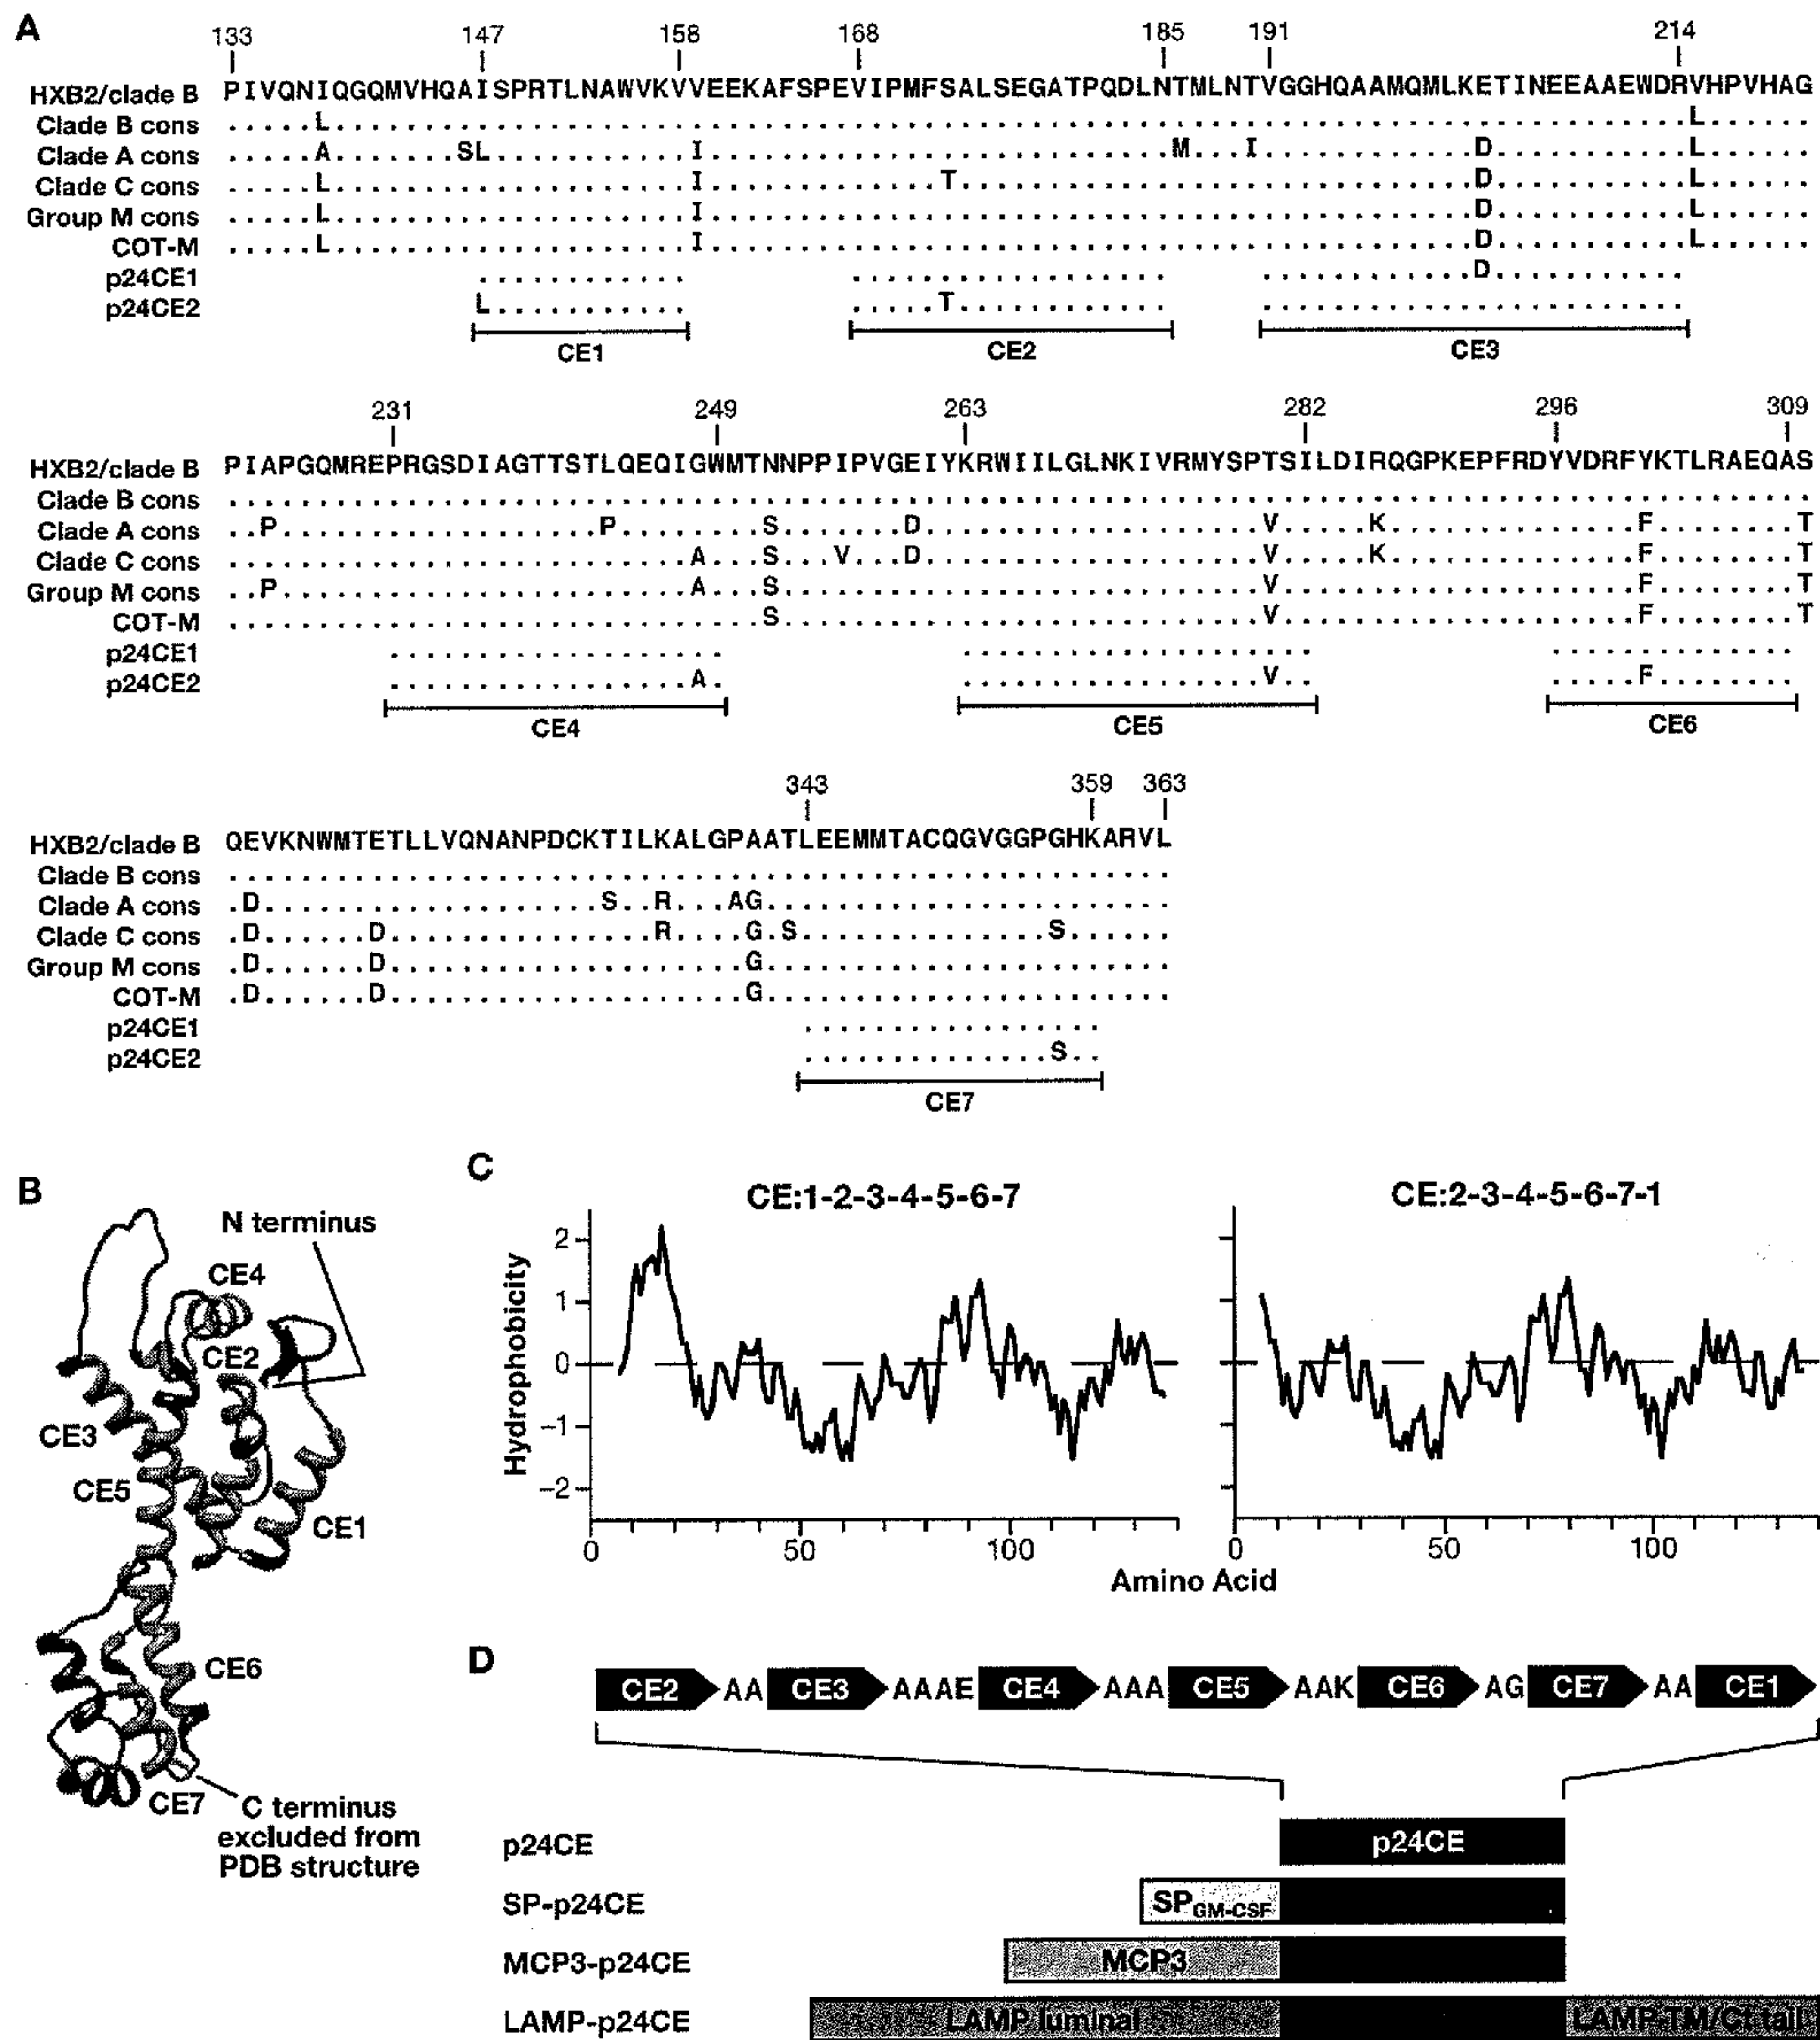 A
133 147 158 168 185 191 214
HXB2/clade B PIVQNIQGQMVHQAISPRTLNAWVKVVEEKAFSPEVIPMFSALSEGATPQDLNTMLNTVGGHQAAMQMLKETINEEAAEWDRVHPVHAG
Clade B cons .....L............................................................................L......
Clade A cons .....A.......SL...........I..........................M...I............D...........L......
Clade C cons .....L....................I.............T.............................D...........L......
Group M cons .....L....................I...........................................D...........L......
COT-M .....L....................I...........................................D...........L......
p24CE1 ............ .................. ............D...........
p24CE2 L........... .....T............ ........................
CE1 CE2 CE3
231 249 263 282 296 309
HXB2/clade B PIAPGQMREPRGSDIAGTTSTLQEQIGWMTNNPPIPVGEIYKRWIILGLNKIVRMYSPTSILDIRQGPKEPFRDYVDRFYKTLRAEQAS
Clade B cons .........................................................................................
Clade A cons ..P..................P........S.......D...................V.....K..............F........T
Clade C cons ..........................A...S...V...D...................V.....K..............F........T
Group M cons ..P.......................A...S...........................V....................F........T
COT-M ..............................S...........................V....................F........T
p24CE1 ................... .................... ..............
p24CE2 .................A. .................V.. .....F........
CE4 CE5 CE6
343 359 363
HXB2/clade B QEVKNWMTETLLVQNANPDCKTILKALGPAATLEEMMTACQGVGGPGHKARVL
Clade B cons .....................................................
Clade A cons .D...................S..R...AG.......................
Clade C cons .D......D...............R....G.S..............S......
Group M cons .D......D....................G.......................
COT-M .D......D....................G.......................
p24CE1 .................
p24CE2 ..............S..
CE7
B
N terminus
CE4
CE2
CE3
CE5
CE1
CE6
CE7
C terminus
excluded from
PDB structure
C
CE:1-2-3-4-5-6-7
CE:2-3-4-5-6-7-1
Hydrophobicity
2
1
0
−1
−2
0 50 100
0 50 100
Amino Acid
D
CE2 AA CE3 AAAE CE4 AAA CE5 AAK CE6 AG CE7 AA CE1
p24CE p24CE
SP-p24CE SPGM-CSF
MCP3-p24CE MCP3
LAMP-p24CE LAMP luminal LAMP-TM/Ct tail